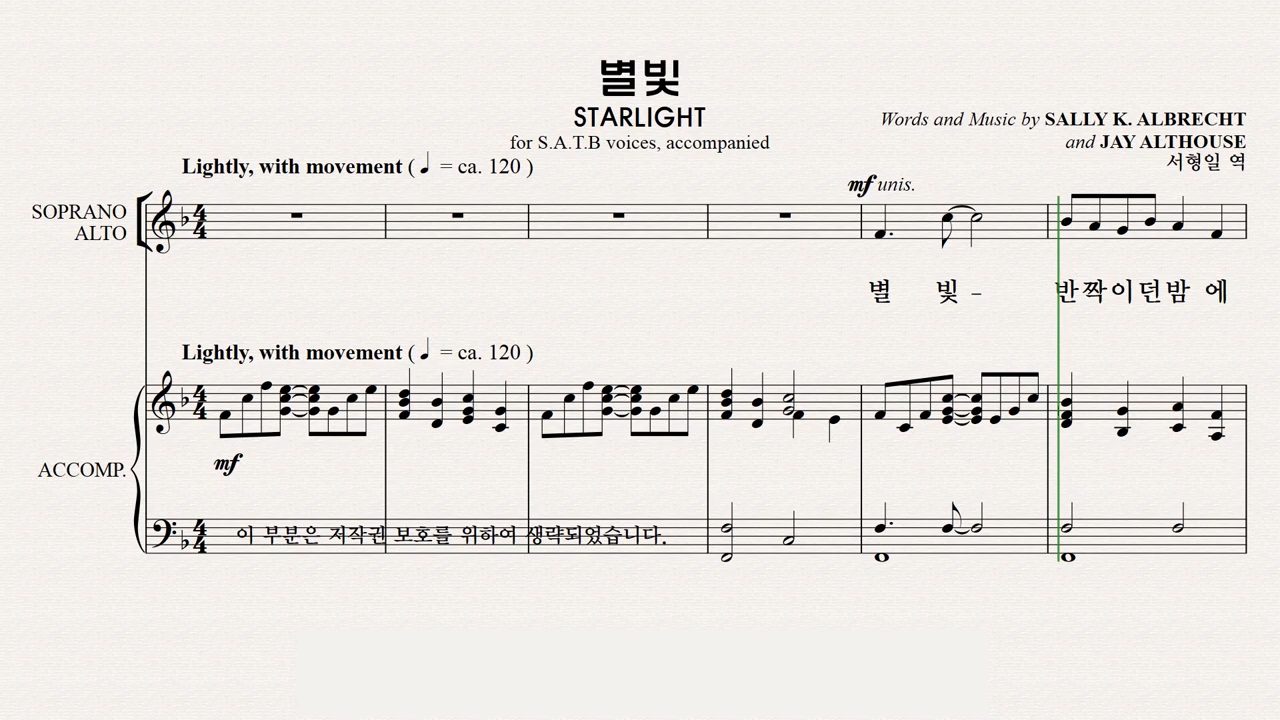 별빛
STARLIGHT
for S.A.T.B voices, accompanied
Words and Music by SALLY K. ALBRECHT
and JAY ALTHOUSE
서형일 역
Lightly, with movement ( ♩ = ca. 120 )
mf unis.
SOPRANO
ALTO
별 빛 - 반짝이던밤 에
Lightly, with movement ( ♩ = ca. 120 )
mf
ACCOMP.
이 부분은 저작권 보호를 위하여 생략되었습니다.